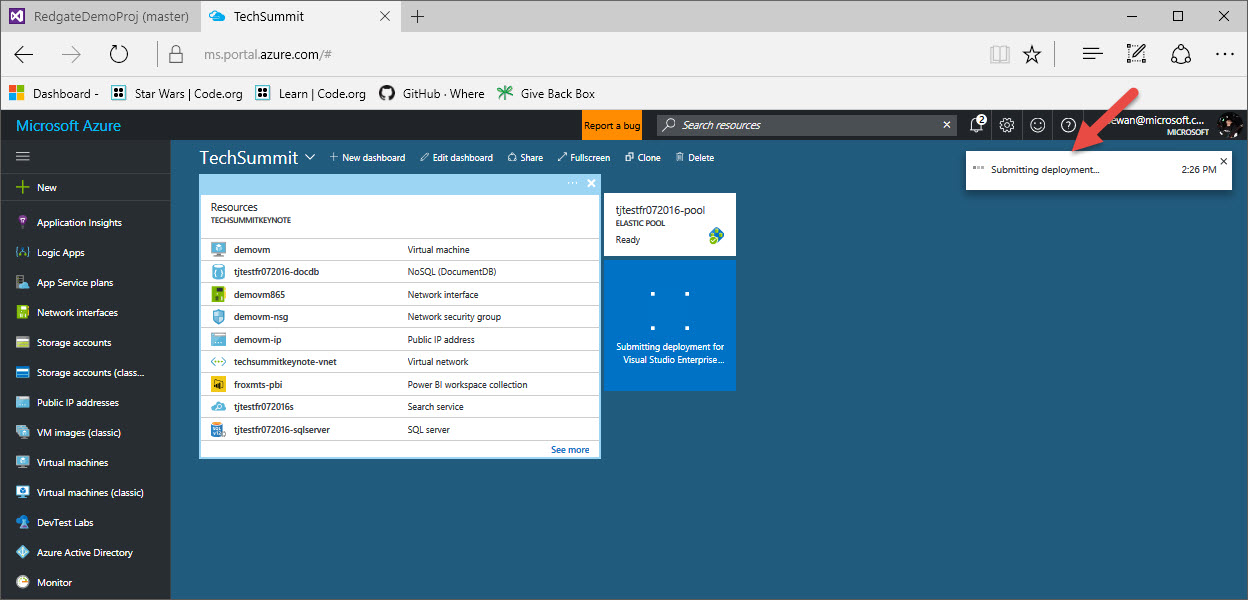 RedgateDemoProj (master)
TechSummit
ms.portal.azure.com/#
Dashboard -
Star Wars | Code.org
Learn | Code.org
GitHub · Where
Give Back Box
Microsoft Azure
Report a bug
Search resources
2
ewan@microsoft.c...
MICROSOFT
TechSummit
New dashboard
Edit dashboard
Share
Fullscreen
Clone
Delete
Submitting deployment...
2:26 PM
New
Application Insights
Logic Apps
App Service plans
Network interfaces
Storage accounts
Storage accounts (class...
Public IP addresses
VM images (classic)
Virtual machines
Virtual machines (classic)
DevTest Labs
Azure Active Directory
Monitor
Resources
TECHSUMMITKEYNOTE
demovm Virtual machine
tjtestfr072016-docdb NoSQL (DocumentDB)
demovm865 Network interface
demovm-nsg Network security group
demovm-ip Public IP address
techsummitkeynote-vnet Virtual network
froxmts-pbi Power BI workspace collection
tjtestfr072016s Search service
tjtestfr072016-sqlserver SQL server
See more
tjtestfr072016-pool
ELASTIC POOL
Ready
Submitting deployment for
Visual Studio Enterprise...